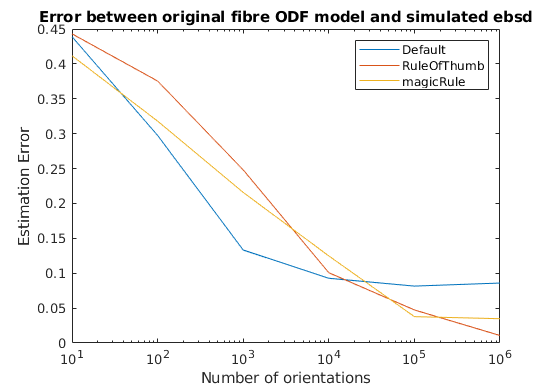 Error between original fibre ODF model and simulated ebsd
0.45
0.4
0.35
0.3
0.25
0.2
0.15
0.1
0.05
0
Estimation Error
Default
RuleOfThumb
magicRule
10^1 10^2 10^3 10^4 10^5 10^6
Number of orientations